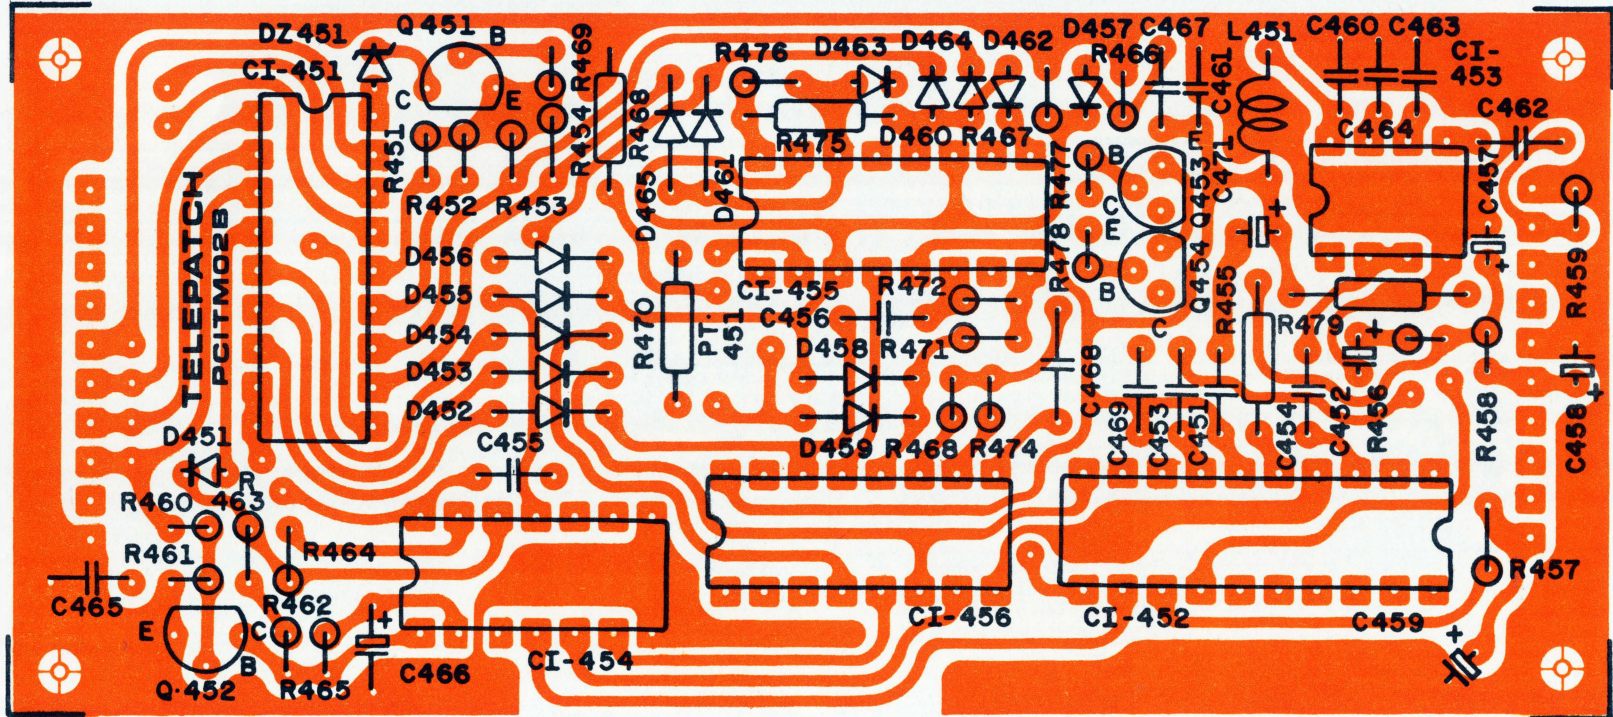 DZ451
Q451
B
C
E
CI-451
R469
R454
R468
R451
R452
R453
R476
D463
D464
D462
D457
C467
R466
C461
L451
C460
C463
CI-
453
C462
C464
C457
R475
D460
R467
D465
D461
R477
B
E
C
Q453
C471
E
R478
B
C
Q454
R455
TELEPATCH
PCITM02B
D456
D455
D454
D453
D452
R470
PT.
451
CI-455
C456
R472
D458
R471
D459
R468
R474
C468
C469
C453
C451
R479
+
+
C454
C452
R456
R458
+
R459
C458
+
D451
R
463
R460
C455
R461
R464
C465
R462
E
C
B
Q.452
R465
+
C466
CI-454
CI-456
CI-452
C459
+
R457